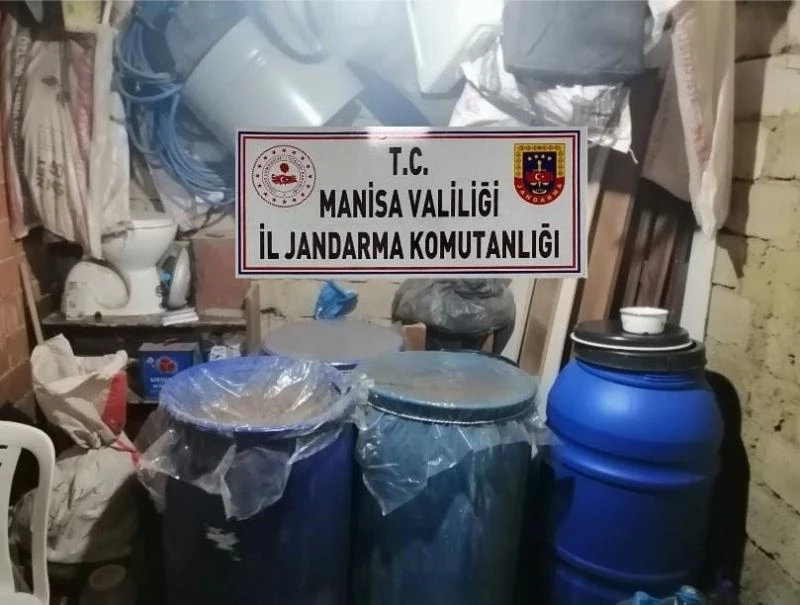 T.C.
MANİSA VALİLİĞİ
İL JANDARMA KOMUTANLIĞI
JANDARMA